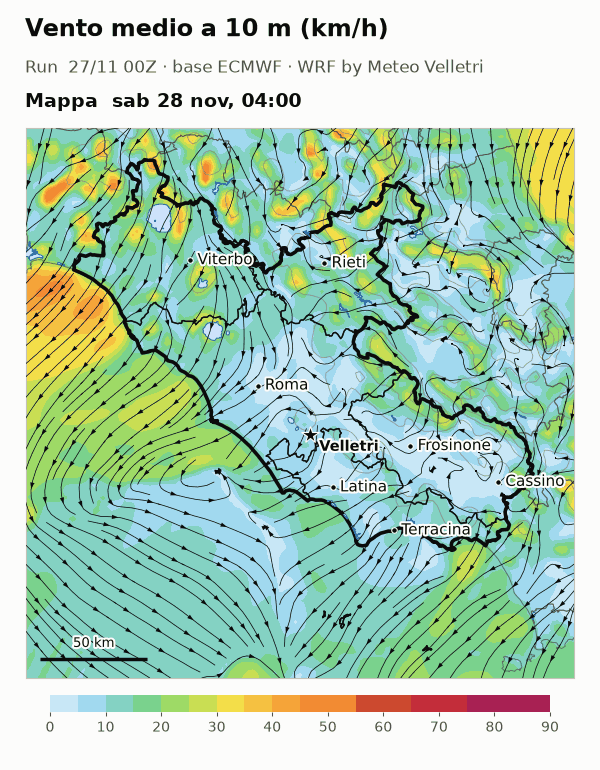 Vento medio a 10 m (km/h)
Run 27/11 00Z · base ECMWF · WRF by Meteo Velletri
Mappa sab 28 nov, 04:00
Viterbo
Rieti
Roma
Velletri
Frosinone
Latina
Cassino
Terracina
50 km
0 10 20 30 40 50 60 70 80 90